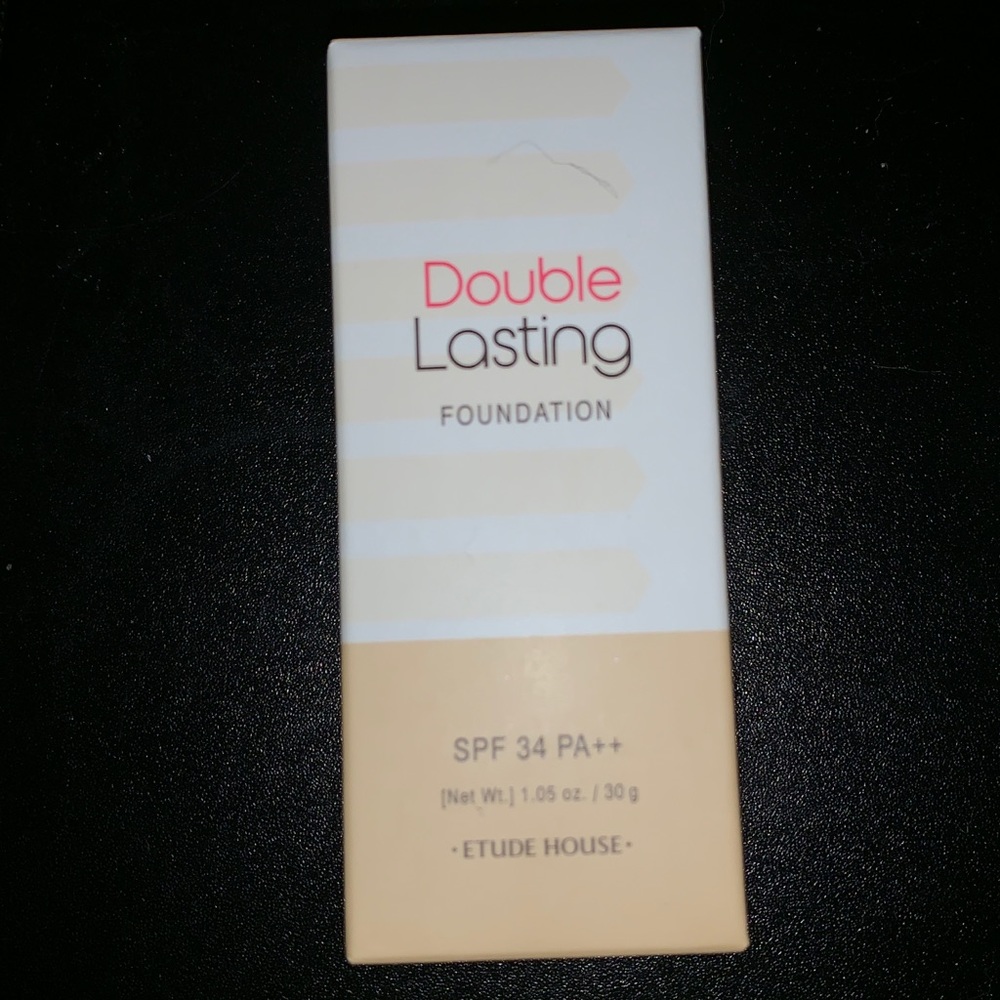 Double
Lasting
FOUNDATION
SPF 34 PA++
[Net Wt.] 1.05 oz. / 30 g
·ETUDE HOUSE·